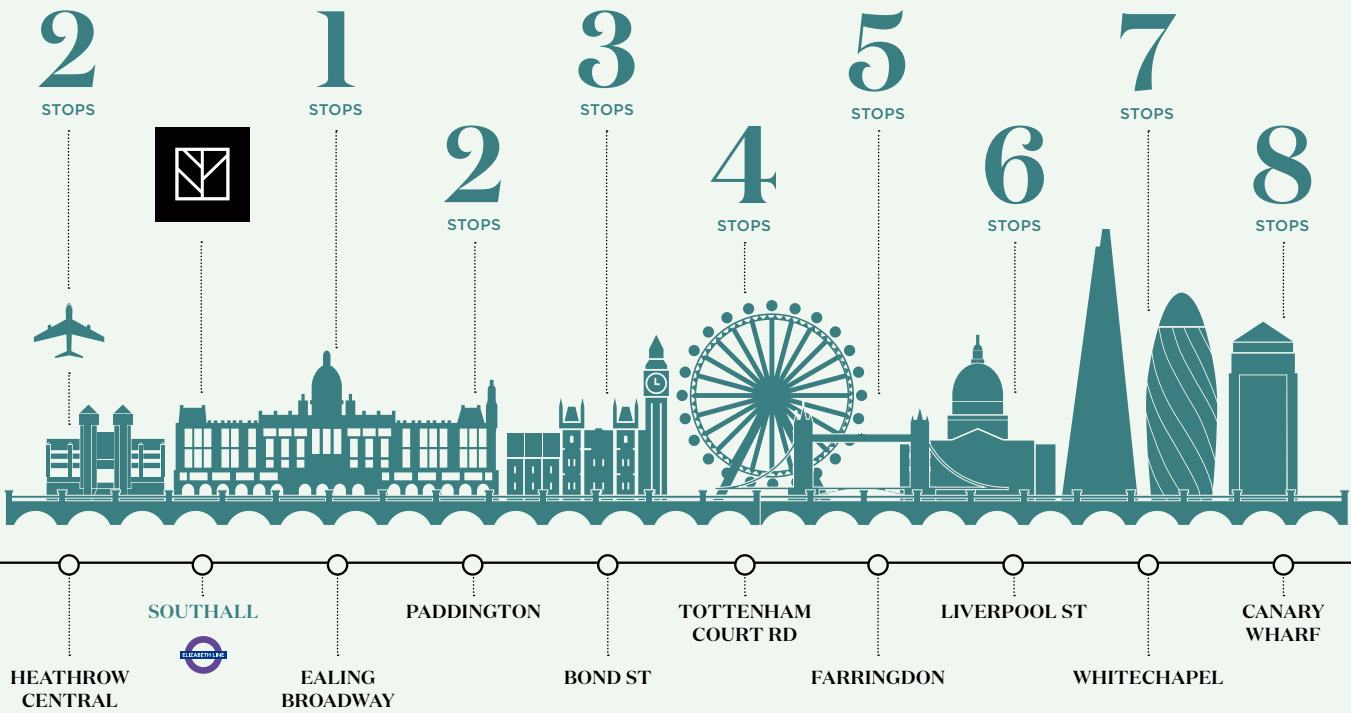 2
STOPS
1
STOPS
3
STOPS
5
STOPS
7
STOPS
2
STOPS
4
STOPS
6
STOPS
8
STOPS
SOUTHALL
ELIZABETH LINE
PADDINGTON
TOTTENHAM
COURT RD
LIVERPOOL ST
CANARY
WHARF
HEATHROW
CENTRAL
EALING
BROADWAY
BOND ST
FARRINGDON
WHITECHAPEL